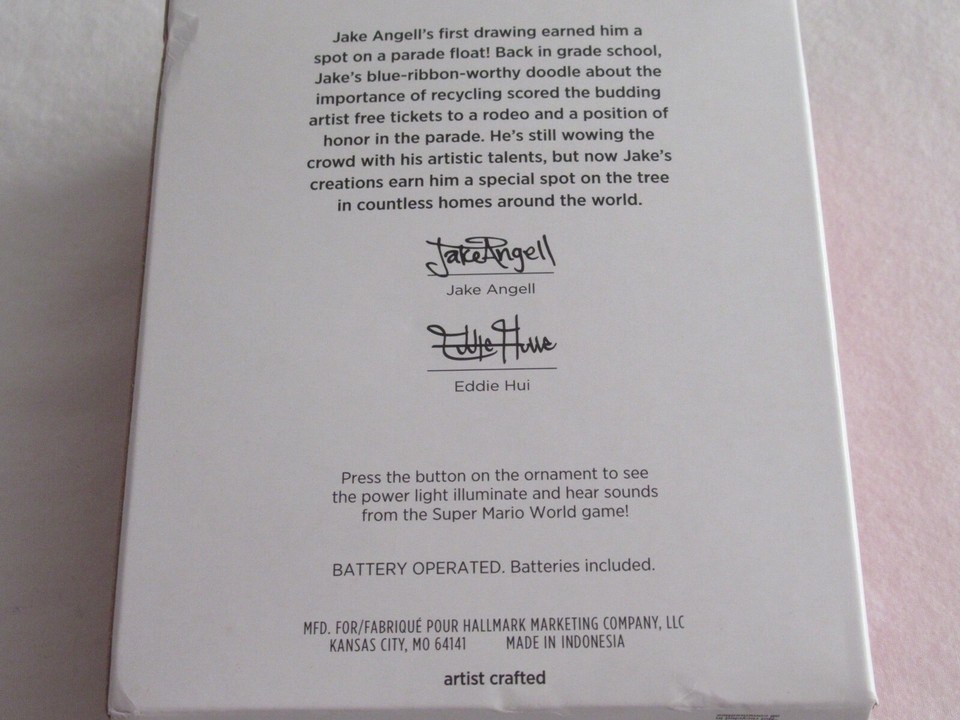 Jake Angell's first drawing earned him a
spot on a parade float! Back in grade school,
Jake's blue-ribbon-worthy doodle about the
importance of recycling scored the budding
artist free tickets to a rodeo and a position of
honor in the parade. He's still wowing the
crowd with his artistic talents, but now Jake's
creations earn him a special spot on the tree
in countless homes around the world.
Jake Angell
Jake Angell
Eddie Hui
Press the button on the ornament to see
the power light illuminate and hear sounds
from the Super Mario World game!
BATTERY OPERATED. Batteries included.
MFD. FOR/FABRIQUÉ POUR HALLMARK MARKETING COMPANY, LLC
KANSAS CITY, MO 64141 MADE IN INDONESIA
artist crafted